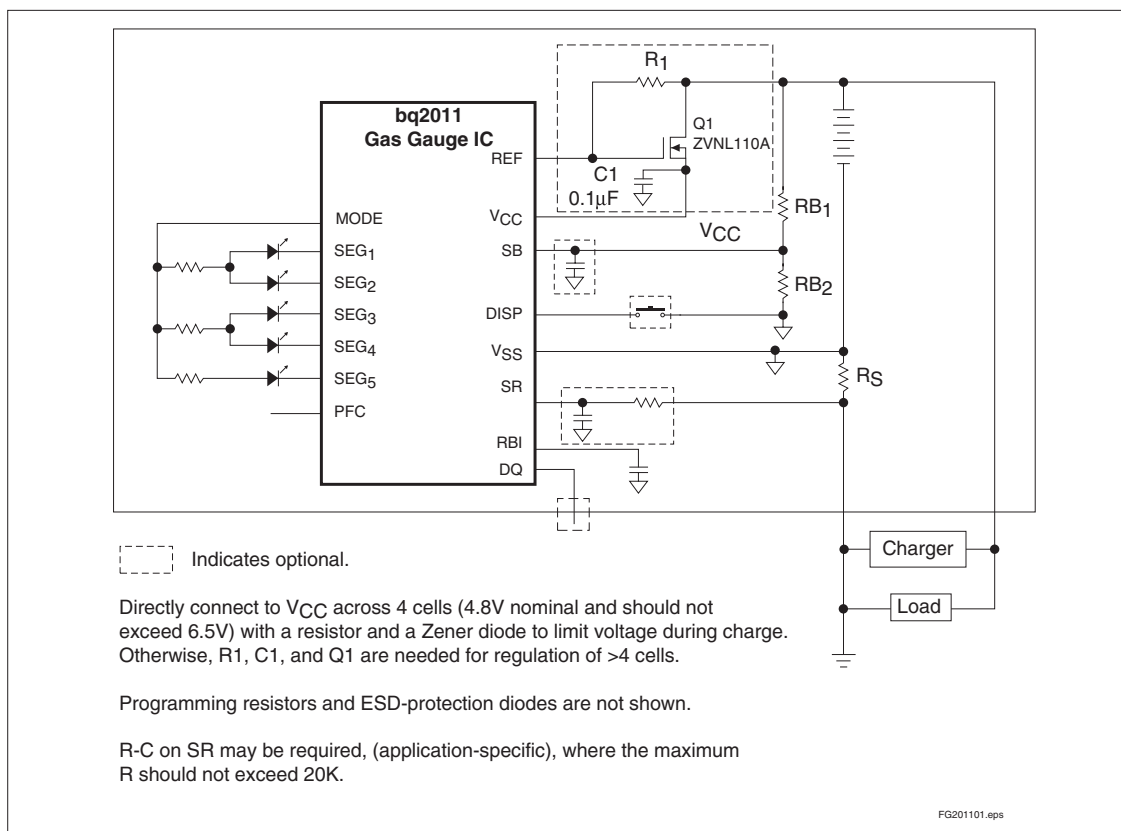 bq2011
Gas Gauge IC
REF
VCC
SB
DISP
VSS
SR
RBI
DQ
MODE
SEG1
SEG2
SEG3
SEG4
SEG5
PFC
R1
Q1
ZVNL110A
C1
0.1µF
VCC
RB1
RB2
RS
Charger
Load
Indicates optional.
Directly connect to VCC across 4 cells (4.8V nominal and should not
exceed 6.5V) with a resistor and a Zener diode to limit voltage during charge.
Otherwise, R1, C1, and Q1 are needed for regulation of >4 cells.
Programming resistors and ESD-protection diodes are not shown.
R-C on SR may be required, (application-specific), where the maximum
R should not exceed 20K.
FG201101.eps